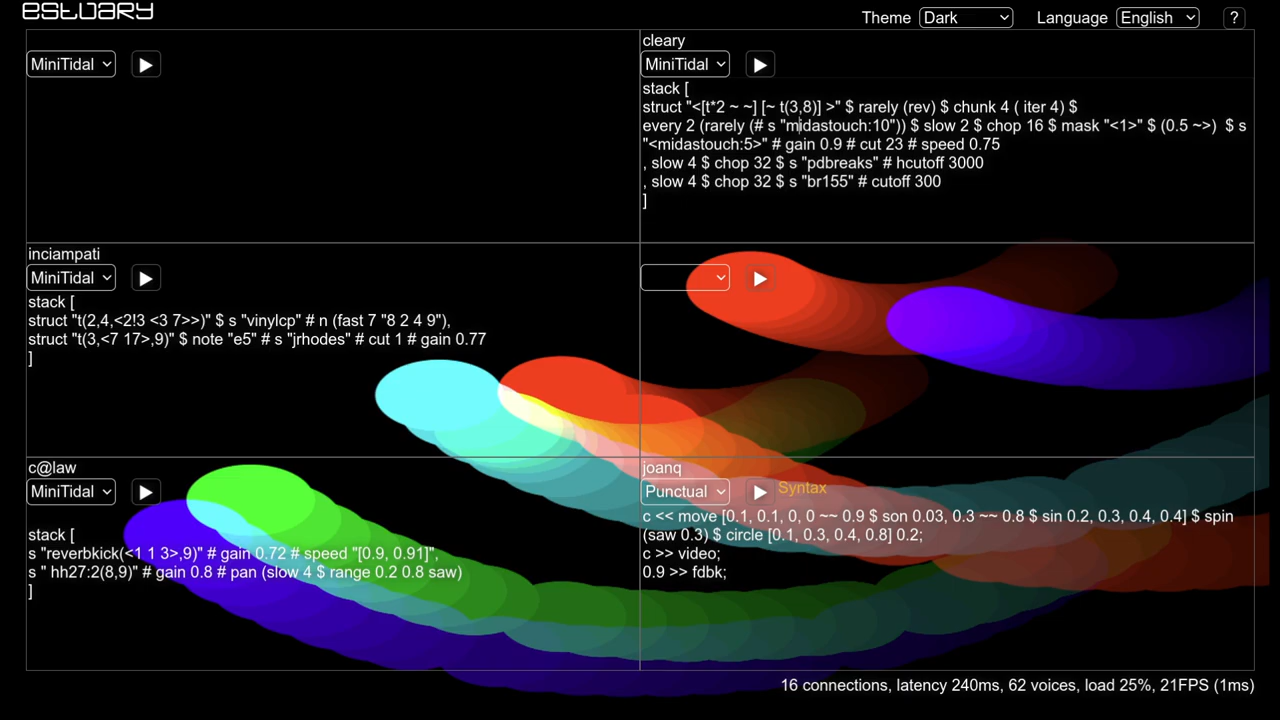 estuary
Theme Dark Language English ?
MiniTidal
cleary
MiniTidal
stack [
struct "<[t*2 ~ ~] [~ t(3,8)] >" $ rarely (rev) $ chunk 4 ( iter 4) $
every 2 (rarely (# s "midastouch:10")) $ slow 2 $ chop 16 $ mask "<1>" $ (0.5 ~>) $ s
"<midastouch:5>" # gain 0.9 # cut 23 # speed 0.75
, slow 4 $ chop 32 $ s "pdbreaks" # hcutoff 3000
, slow 4 $ chop 32 $ s "br155" # cutoff 300
]
inciampati
MiniTidal
stack [
struct "t(2,4,<2!3 <3 7>>)" $ s "vinylcp" # n (fast 7 "8 2 4 9"),
struct "t(3,<7 17>,9)" $ note "e5" # s "jrhodes" # cut 1 # gain 0.77
]
c@law
MiniTidal
stack [
s "reverbkick(<1 1 3>,9)" # gain 0.72 # speed "[0.9, 0.91]",
s " hh27:2(8,9)" # gain 0.8 # pan (slow 4 $ range 0.2 0.8 saw)
]
joanq
Punctual Syntax
c << move [0.1, 0.1, 0, 0 ~~ 0.9 $ son 0.03, 0.3 ~~ 0.8 $ sin 0.2, 0.3, 0.4, 0.4] $ spin
(saw 0.3) $ circle [0.1, 0.3, 0.4, 0.8] 0.2;
c >> video;
0.9 >> fdbk;
16 connections, latency 240ms, 62 voices, load 25%, 21FPS (1ms)